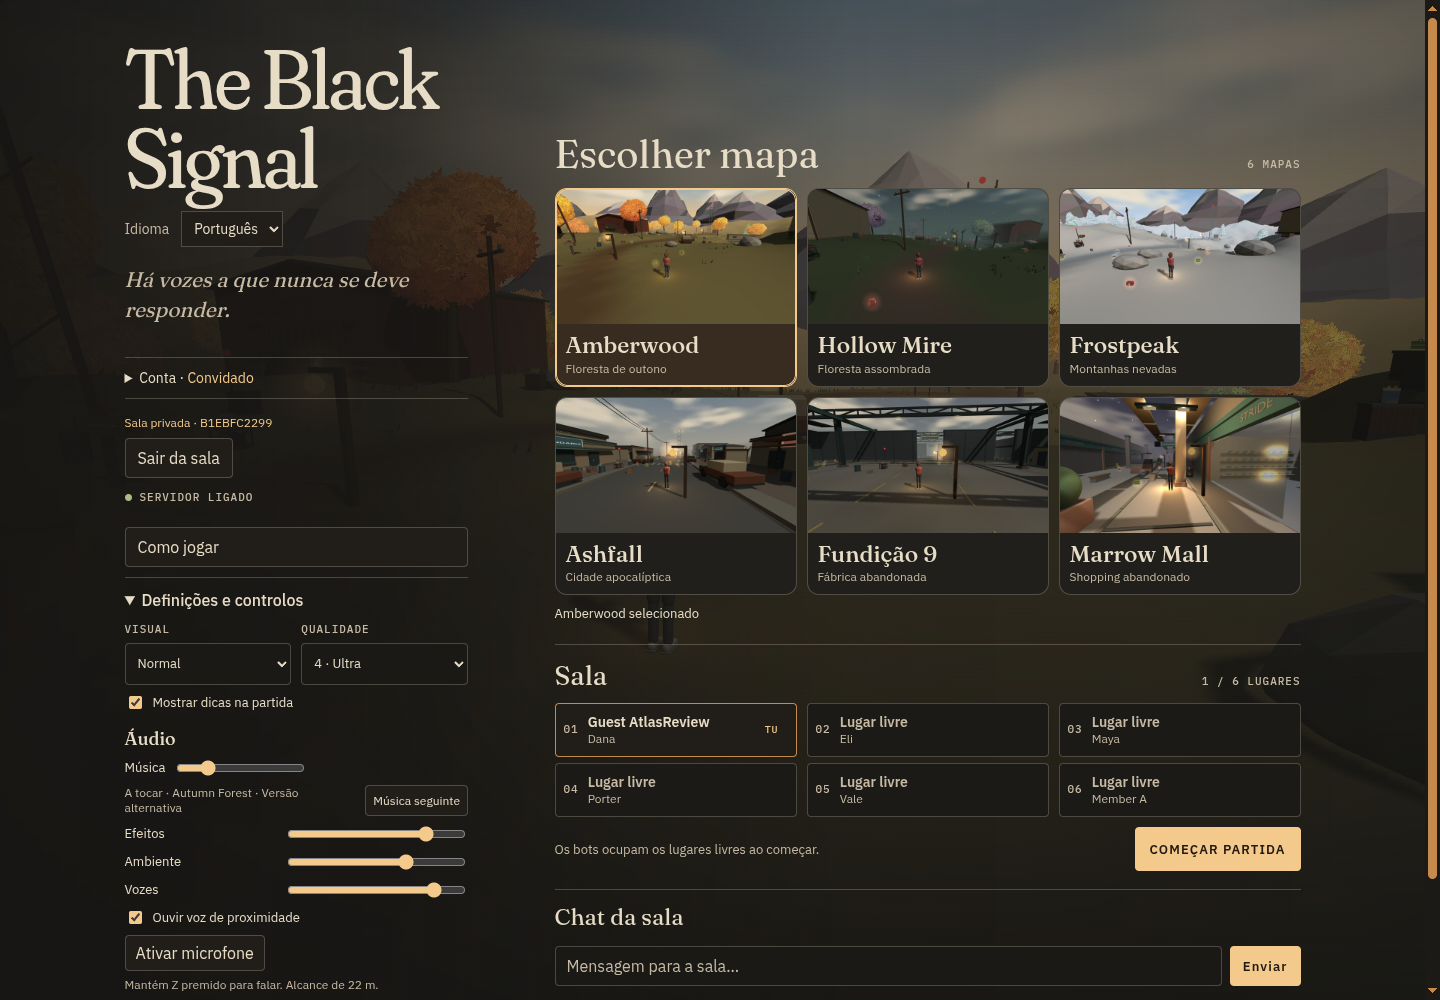 The Black
Signal
Idioma
Português
Há vozes a que nunca se deve
responder.
Conta · Convidado
Sala privada · B1EBFC2299
Sair da sala
SERVIDOR LIGADO
Como jogar
Definições e controlos
VISUAL
QUALIDADE
Normal
4 · Ultra
Mostrar dicas na partida
Áudio
Música
A tocar · Autumn Forest · Versão
alternativa
Música seguinte
Efeitos
Ambiente
Vozes
Ouvir voz de proximidade
Ativar microfone
Mantém Z premido para falar. Alcance de 22 m.
Escolher mapa
6 MAPAS
Amberwood
Floresta de outono
Hollow Mire
Floresta assombrada
Frostpeak
Montanhas nevadas
STRIDE
Ashfall
Cidade apocalíptica
Fundição 9
Fábrica abandonada
Marrow Mall
Shopping abandonado
Amberwood selecionado
Sala
1 / 6 LUGARES
01 Guest AtlasReview TU
Dana
02 Lugar livre
Eli
03 Lugar livre
Maya
04 Lugar livre
Porter
05 Lugar livre
Vale
06 Lugar livre
Member A
Os bots ocupam os lugares livres ao começar.
COMEÇAR PARTIDA
Chat da sala
Mensagem para a sala...
Enviar